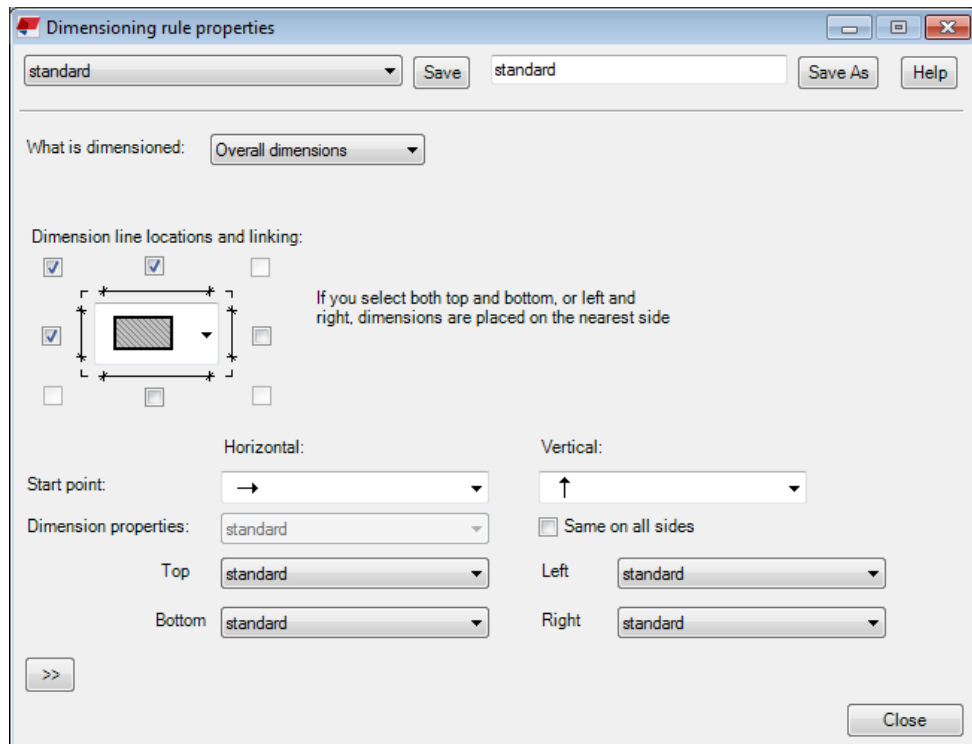 Dimensioning rule properties
standard Save standard Save As Help
What is dimensioned: Overall dimensions
Dimension line locations and linking:
If you select both top and bottom, or left and
right, dimensions are placed on the nearest side
Horizontal: Vertical:
Start point:
Dimension properties: standard Same on all sides
Top standard Left standard
Bottom standard Right standard
>>
Close